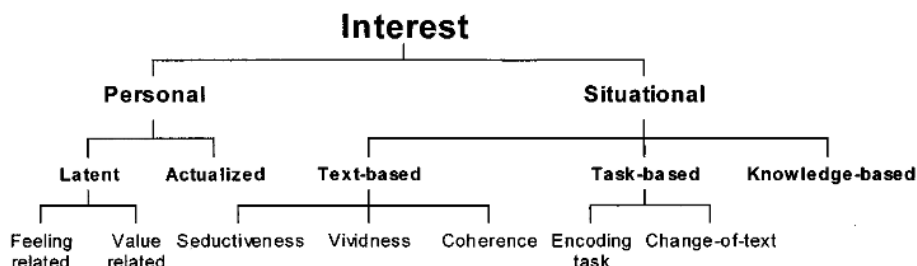 Interest
Personal Situational
Latent Actualized Text-based Task-based Knowledge-based
Feeling Value Seductiveness Vividness Coherence Encoding Change-of-text
related related task